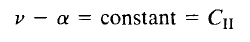 ν − α = constant = C_II